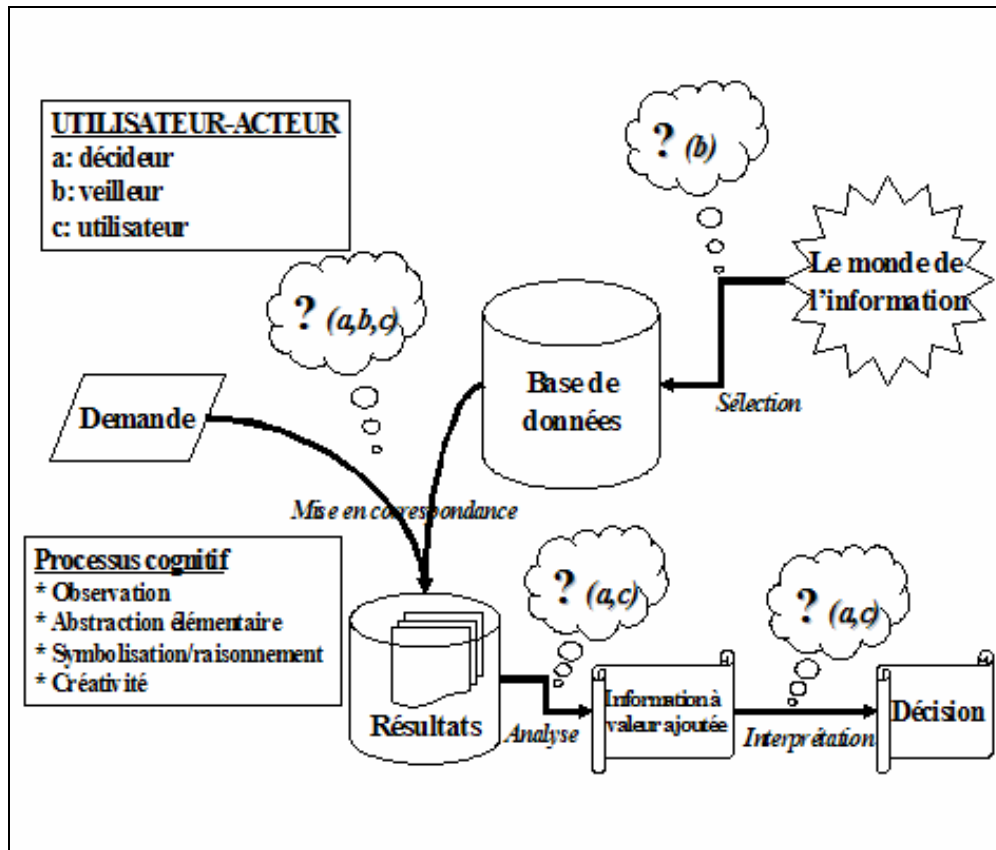 UTILISATEUR-ACTEUR
a: décideur
b: veilleur
c: utilisateur
? (b)
Le monde de
l'information
? (a,b,c)
Base de
données
Sélection
Demande
Mise en correspondance
Processus cognitif
* Observation
* Abstraction élémentaire
* Symbolisation/raisonnement
* Créativité
? (a,c)
? (a,c)
Résultats
Analyse
Information à
valeur ajoutée
Interprétation
Décision